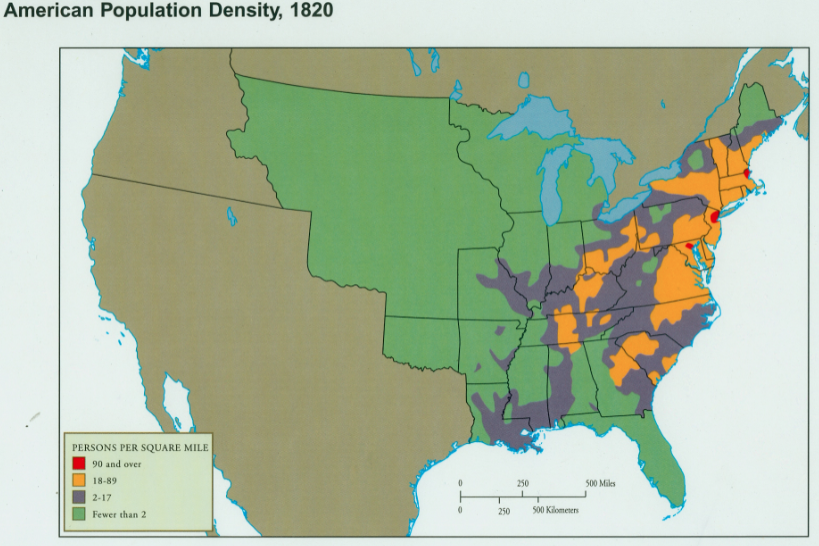 American Population Density, 1820
PERSONS PER SQUARE MILE
90 and over
18-89
2-17
Fewer than 2
0 250 500 Miles
0 250 500 Kilometers